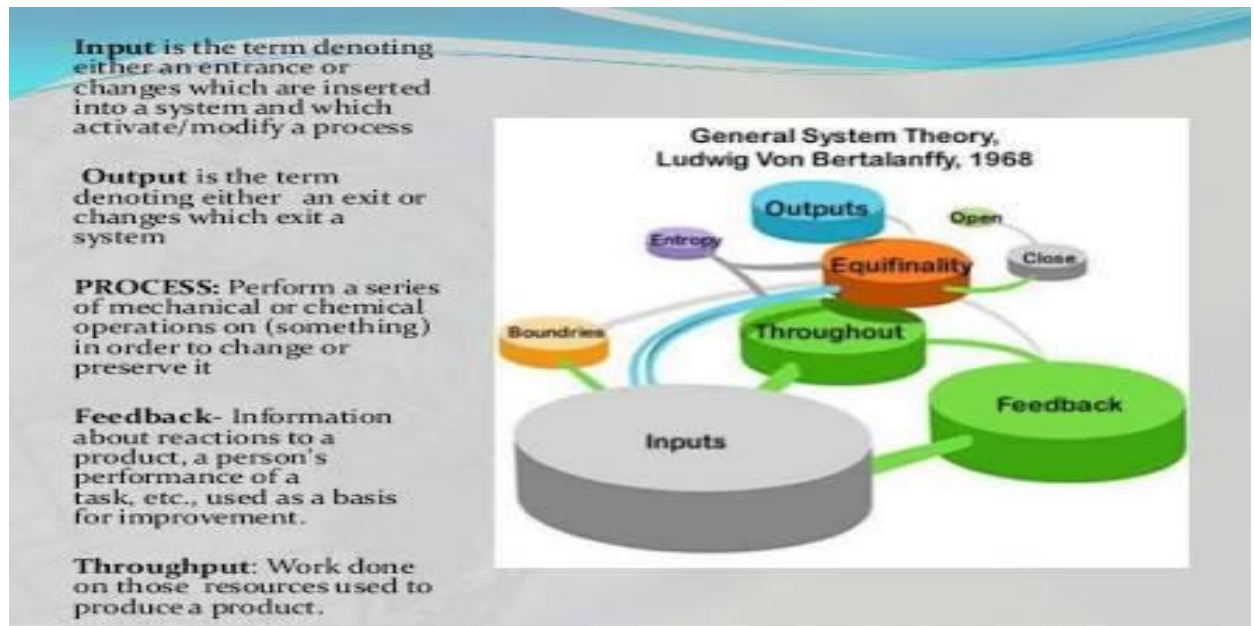 Input is the term denoting
either an entrance or
changes which are inserted
into a system and which
activate/modify a process
Output is the term
denoting either an exit or
changes which exit a
system
PROCESS: Perform a series
of mechanical or chemical
operations on (something)
in order to change or
preserve it
Feedback- Information
about reactions to a
product, a person's
performance of a
task, etc., used as a basis
for improvement.
Throughput: Work done
on those resources used to
produce a product.
General System Theory,
Ludwig Von Bertalanffy, 1968
Outputs
Open
Entropy
Equifinality
Close
Boundries
Throughout
Feedback
Inputs